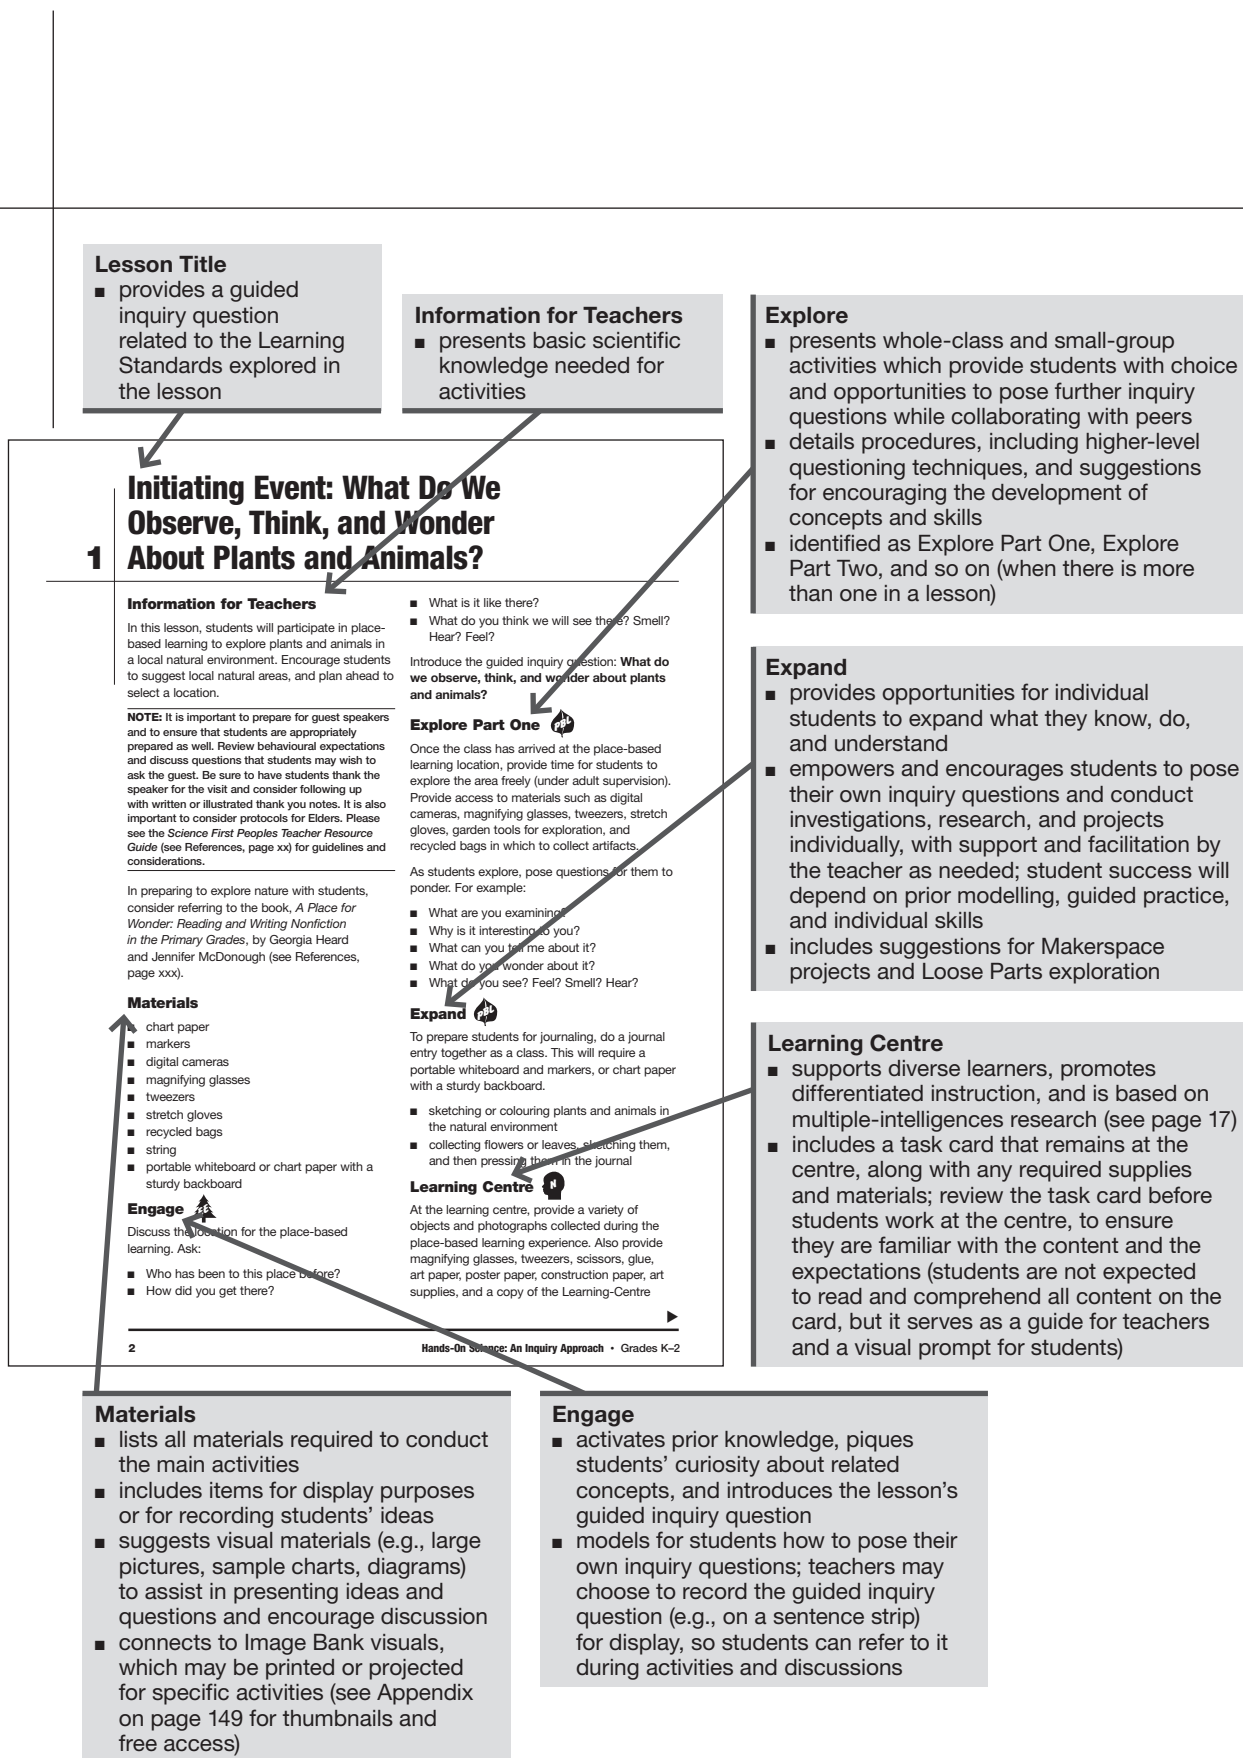 Lesson Title
■ provides a guided
inquiry question
related to the Learning
Standards explored in
the lesson
Information for Teachers
■ presents basic scientific
knowledge needed for
activities
Explore
■ presents whole-class and small-group
activities which provide students with choice
and opportunities to pose further inquiry
questions while collaborating with peers
■ details procedures, including higher-level
questioning techniques, and suggestions
for encouraging the development of
concepts and skills
■ identified as Explore Part One, Explore
Part Two, and so on (when there is more
than one in a lesson)
Expand
■ provides opportunities for individual
students to expand what they know, do,
and understand
■ empowers and encourages students to pose
their own inquiry questions and conduct
investigations, research, and projects
individually, with support and facilitation by
the teacher as needed; student success will
depend on prior modelling, guided practice,
and individual skills
■ includes suggestions for Makerspace
projects and Loose Parts exploration
Learning Centre
■ supports diverse learners, promotes
differentiated instruction, and is based on
multiple-intelligences research (see page 17)
■ includes a task card that remains at the
centre, along with any required supplies
and materials; review the task card before
students work at the centre, to ensure
they are familiar with the content and the
expectations (students are not expected
to read and comprehend all content on the
card, but it serves as a guide for teachers
and a visual prompt for students)
Initiating Event: What Do We
Observe, Think, and Wonder
1 About Plants and Animals?
Information for Teachers
In this lesson, students will participate in place-
based learning to explore plants and animals in
a local natural environment. Encourage students
to suggest local natural areas, and plan ahead to
select a location.
NOTE: It is important to prepare for guest speakers
and to ensure that students are appropriately
prepared as well. Review behavioural expectations
and discuss questions that students may wish to
ask the guest. Be sure to have students thank the
speaker for the visit and consider following up
with written or illustrated thank you notes. It is also
important to consider protocols for Elders. Please
see the Science First Peoples Teacher Resource
Guide (see References, page xx) for guidelines and
considerations.
In preparing to explore nature with students,
consider referring to the book, A Place for
Wonder: Reading and Writing Nonfiction
in the Primary Grades, by Georgia Heard
and Jennifer McDonough (see References,
page xxx).
Materials
■ chart paper
■ markers
■ digital cameras
■ magnifying glasses
■ tweezers
■ stretch gloves
■ recycled bags
■ string
■ portable whiteboard or chart paper with a
sturdy backboard
Engage
Discuss the location for the place-based
learning. Ask:
■ Who has been to this place before?
■ How did you get there?
■ What is it like there?
■ What do you think we will see there? Smell?
Hear? Feel?
Introduce the guided inquiry question: What do
we observe, think, and wonder about plants
and animals?
Explore Part One PBL
Once the class has arrived at the place-based
learning location, provide time for students to
explore the area freely (under adult supervision).
Provide access to materials such as digital
cameras, magnifying glasses, tweezers, stretch
gloves, garden tools for exploration, and
recycled bags in which to collect artifacts.
As students explore, pose questions for them to
ponder. For example:
■ What are you examining?
■ Why is it interesting to you?
■ What can you tell me about it?
■ What do you wonder about it?
■ What do you see? Feel? Smell? Hear?
Expand PBL
To prepare students for journaling, do a journal
entry together as a class. This will require a
portable whiteboard and markers, or chart paper
with a sturdy backboard.
■ sketching or colouring plants and animals in
the natural environment
■ collecting flowers or leaves, sketching them,
and then pressing them in the journal
Learning Centre N
At the learning centre, provide a variety of
objects and photographs collected during the
place-based learning experience. Also provide
magnifying glasses, tweezers, scissors, glue,
art paper, poster paper, construction paper, art
supplies, and a copy of the Learning-Centre
2 Hands-On Science: An Inquiry Approach • Grades K–2
Materials
■ lists all materials required to conduct
the main activities
■ includes items for display purposes
or for recording students’ ideas
■ suggests visual materials (e.g., large
pictures, sample charts, diagrams)
to assist in presenting ideas and
questions and encourage discussion
■ connects to Image Bank visuals,
which may be printed or projected
for specific activities (see Appendix
on page 149 for thumbnails and
free access)
Engage
■ activates prior knowledge, piques
students’ curiosity about related
concepts, and introduces the lesson’s
guided inquiry question
■ models for students how to pose their
own inquiry questions; teachers may
choose to record the guided inquiry
question (e.g., on a sentence strip)
for display, so students can refer to it
during activities and discussions